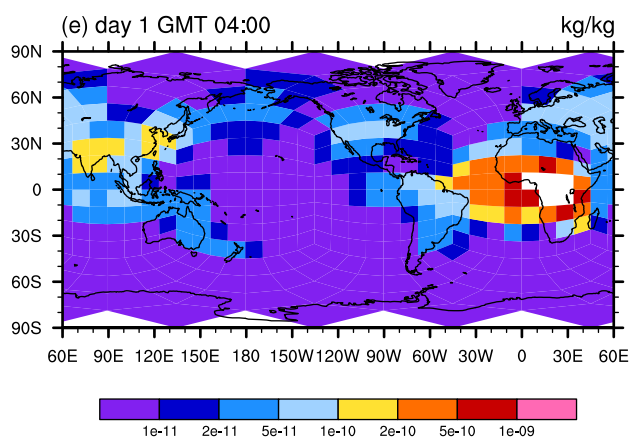 (e) day 1 GMT 04:00 kg/kg
90N
60N
30N
0
30S
60S
90S
60E 90E 120E 150E 180 150W 120W 90W 60W 30W 0 30E 60E
1e-11 2e-11 5e-11 1e-10 2e-10 5e-10 1e-09